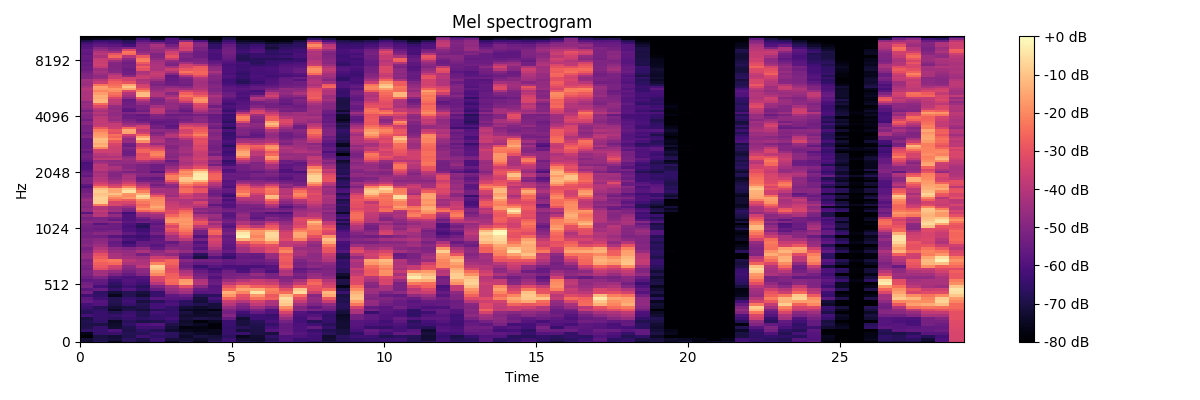 Mel spectrogram
8192
4096
2048
1024
512
0
Hz
0 5 10 15 20 25
Time
+0 dB
-10 dB
-20 dB
-30 dB
-40 dB
-50 dB
-60 dB
-70 dB
-80 dB